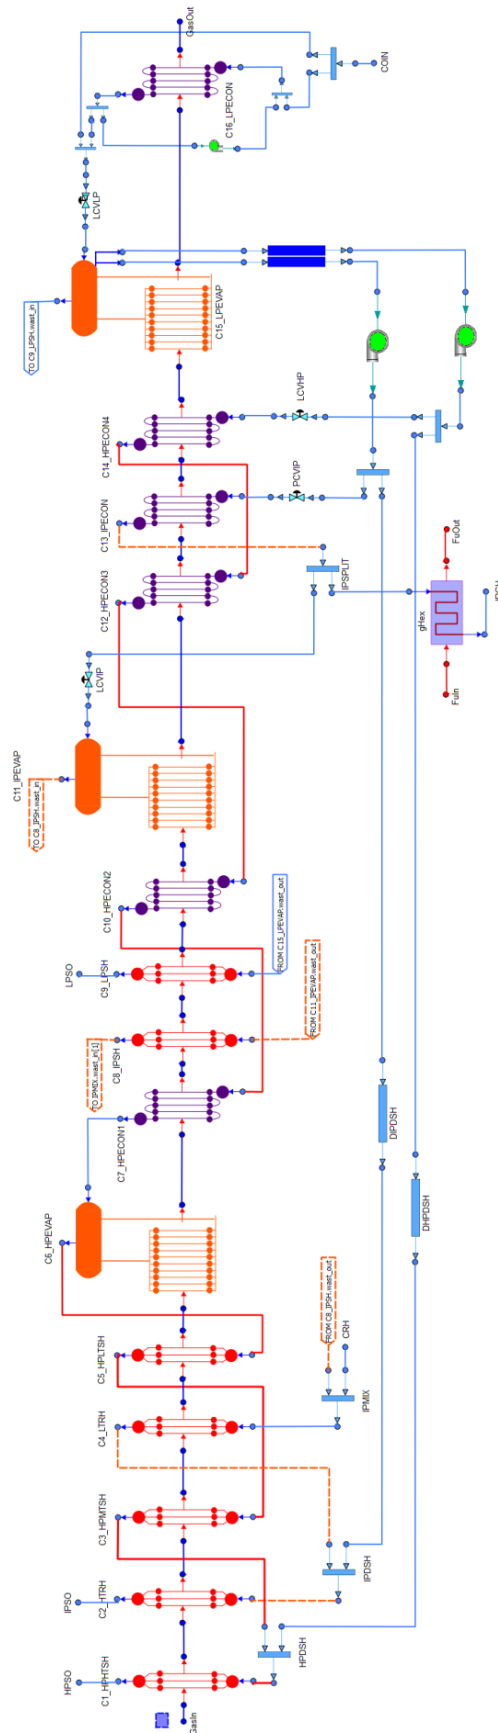 GasOut
C16_LPECON
COIN
LCVLP
TO C9_LPSH.wast_in
C15_LPEVAP
LCVHP
C14_HPECON4
PCVIP
C13_IPECON
C12_HPECON3
IPSPLIT
FuOut
gHex
FuIn
LCVIP
C11_IPEVAP
TO C8_IPSH.wast_in
C10_HPECON2
LPSO
C9_LPSH
FROM C15_LPEVAP.wast_out
TO IPMIX.wast_in[1]
C8_IPSH
FROM C11_IPEVAP.wast_out
C7_HPECON1
DIPDSH
DHPDSH
C6_HPEVAP
C5_HPLTSH
FROM C8_IPSH.wast_out
CRH
C4_LTRH
IPMIX
C3_HPMTSH
IPDSH
IPSO
C2_HTRH
HPDSH
HPSO
C1_HPHTSH
GasIn